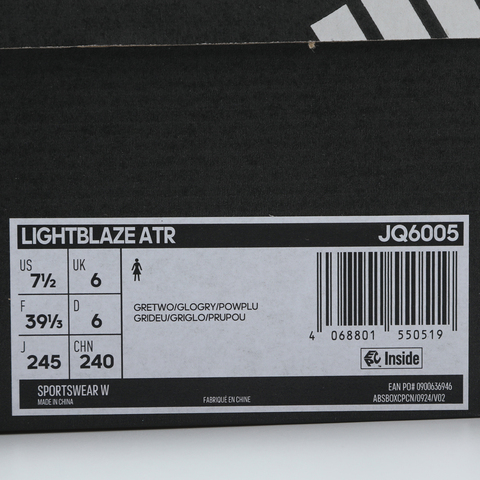 LIGHTBLAZE ATR JQ6005
US 7½ UK 6
F 39⅓ D 6
J 245 CHN 240
GRETWO/GLOGRY/POWPLU
GRIDEU/GRIGLO/PRUPOU
4 068801 550519
Inside
SPORTSWEAR W
MADE IN CHINA
FABRIQUÉ EN CHINE
EAN PO# 0900636946
ABSBOXCPCN/0924/V02